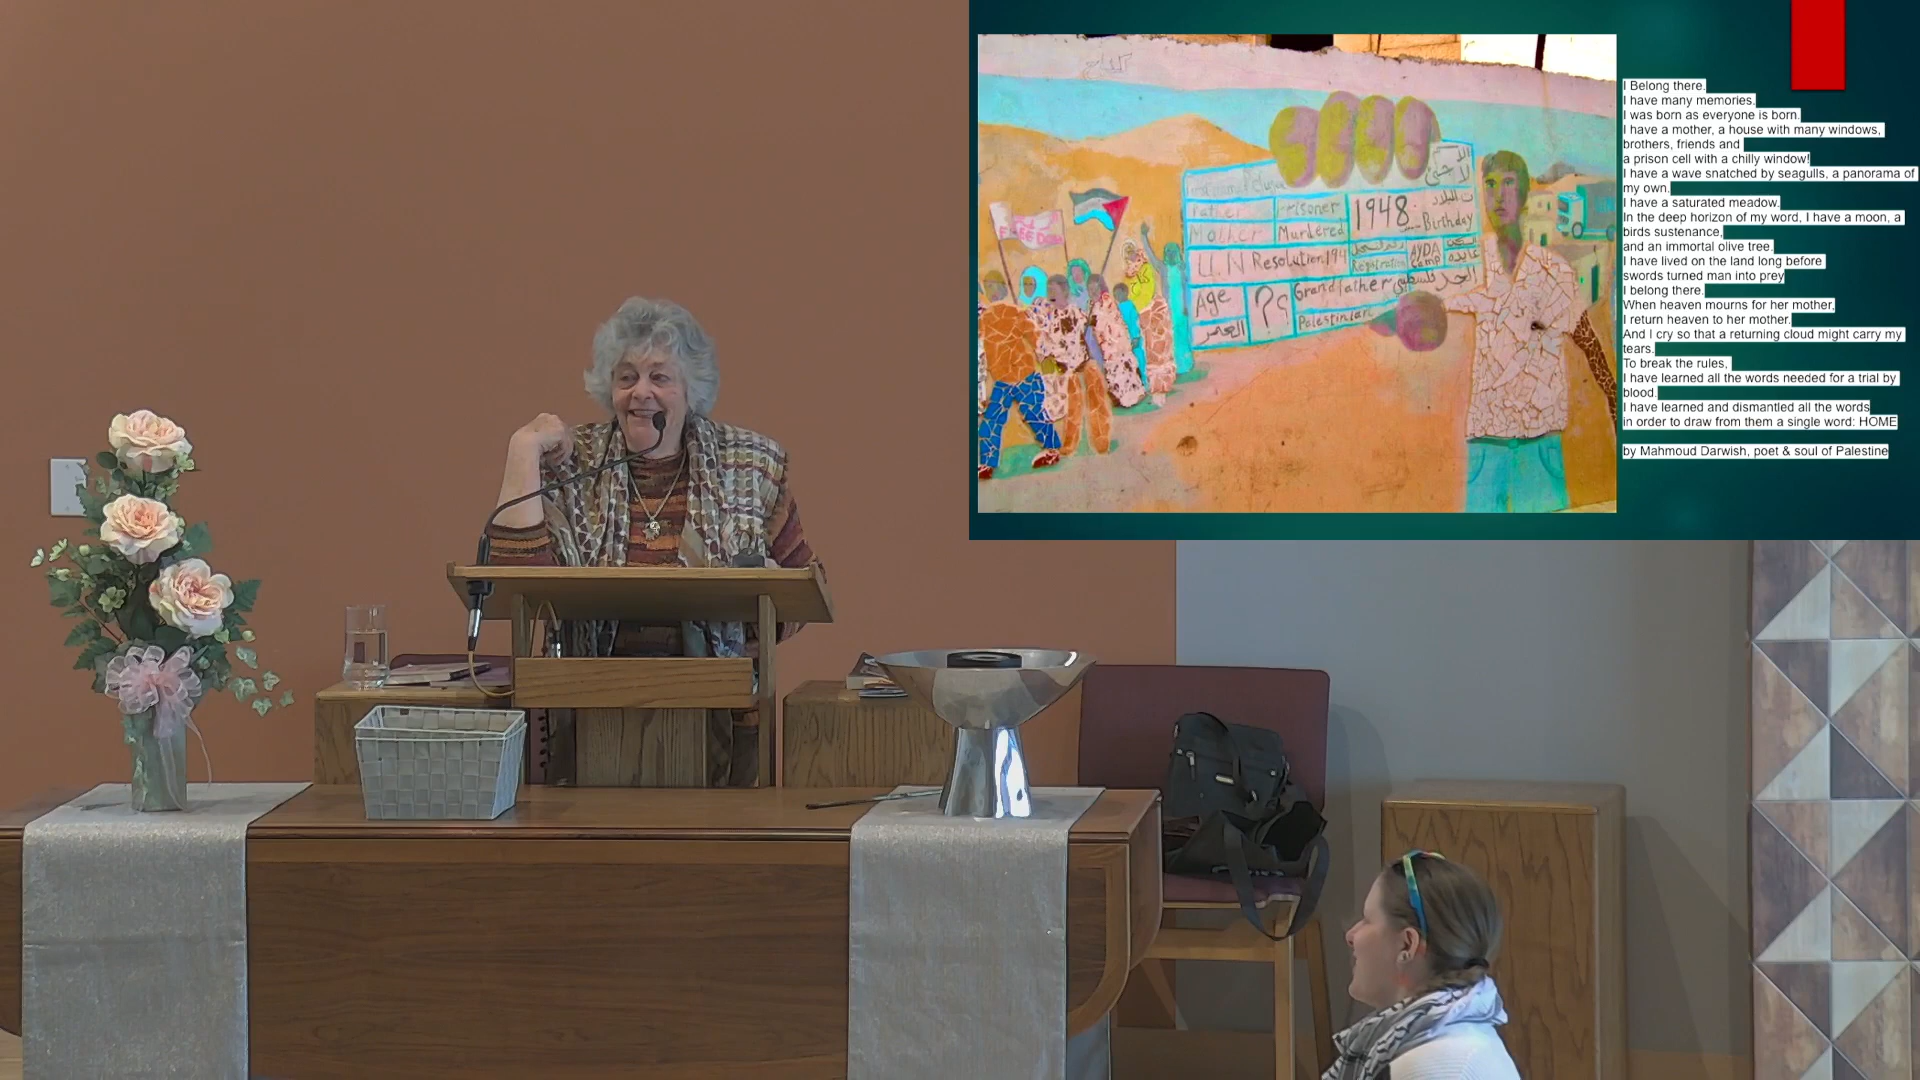 FREEDOM
Father
Prisoner
1948
Birthday
Mother
Murdered
U.N Resolution 194
Registration
AYDA
camp
عايدة
Age
??
Grandfather
العمر
Palestinian
I Belong there.
I have many memories.
I was born as everyone is born.
I have a mother, a house with many windows,
brothers, friends and
a prison cell with a chilly window!
I have a wave snatched by seagulls, a panorama of
my own.
I have a saturated meadow.
In the deep horizon of my word, I have a moon, a
birds sustenance,
and an immortal olive tree.
I have lived on the land long before
swords turned man into prey
I belong there.
When heaven mourns for her mother,
I return heaven to her mother.
And I cry so that a returning cloud might carry my
tears.
To break the rules,
I have learned all the words needed for a trial by
blood.
I have learned and dismantled all the words
in order to draw from them a single word: HOME
by Mahmoud Darwish, poet & soul of Palestine